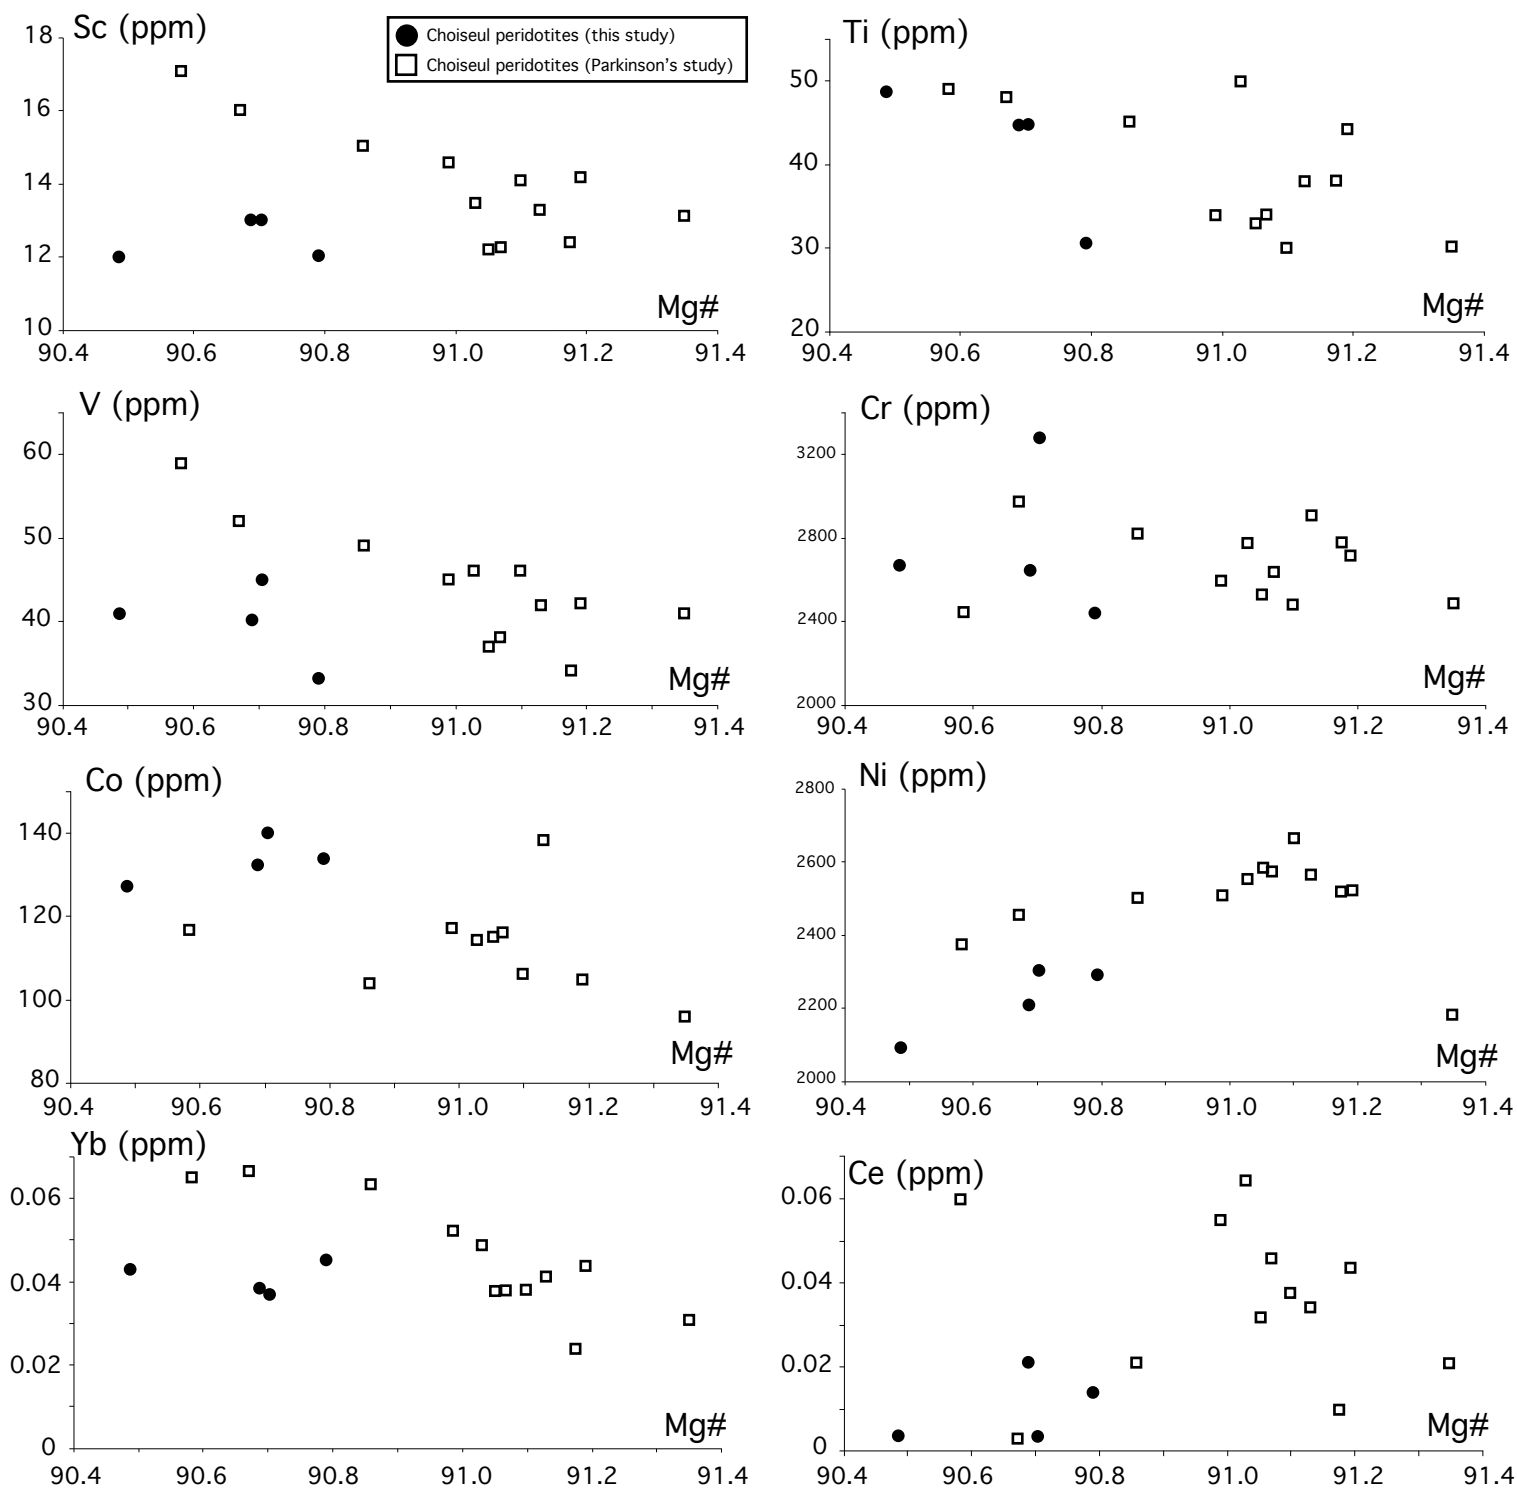 Sc (ppm)
18
16
14
12
10
90.4 90.6 90.8 91.0 91.2 91.4
Mg#
Choiseul peridotites (this study)
Choiseul peridotites (Parkinson's study)
Ti (ppm)
50
40
30
20
90.4 90.6 90.8 91.0 91.2 91.4
Mg#
V (ppm)
60
50
40
30
90.4 90.6 90.8 91.0 91.2 91.4
Mg#
Cr (ppm)
3200
2800
2400
2000
90.4 90.6 90.8 91.0 91.2 91.4
Mg#
Co (ppm)
140
120
100
80
90.4 90.6 90.8 91.0 91.2 91.4
Mg#
Ni (ppm)
2800
2600
2400
2200
2000
90.4 90.6 90.8 91.0 91.2 91.4
Mg#
Yb (ppm)
0.06
0.04
0.02
0
90.4 90.6 90.8 91.0 91.2 91.4
Mg#
Ce (ppm)
0.06
0.04
0.02
0
90.4 90.6 90.8 91.0 91.2 91.4
Mg#